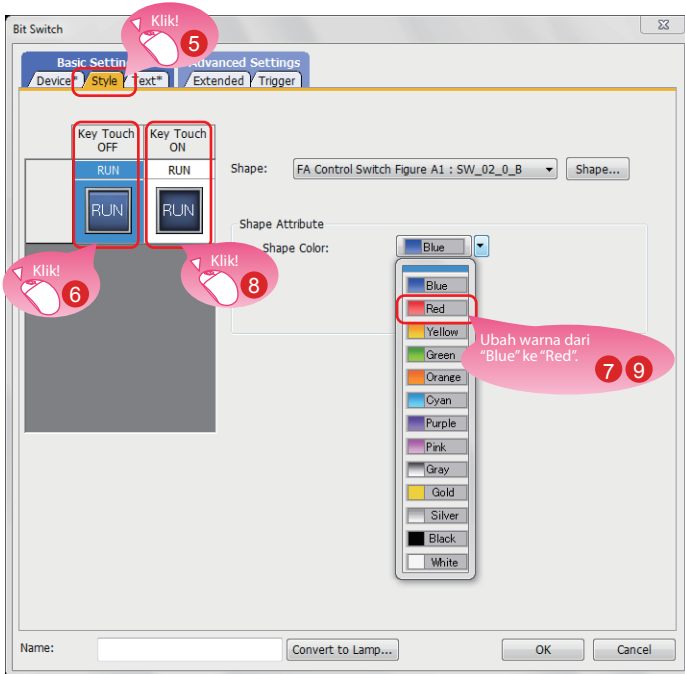 Bit Switch
Klik!
5
Basic Settin
Advanced Settings
Device*
Style
Text*
Extended
Trigger
Key Touch
OFF
Key Touch
ON
RUN
RUN
RUN
RUN
Shape:
FA Control Switch Figure A1 : SW_02_0_B
Shape...
Shape Attribute
Shape Color:
Blue
Klik!
6
Klik!
8
Blue
Red
Yellow
Green
Orange
Cyan
Purple
Pink
Gray
Gold
Silver
Black
White
Ubah warna dari
“Blue” ke “Red”.
7 9
Name:
Convert to Lamp...
OK
Cancel